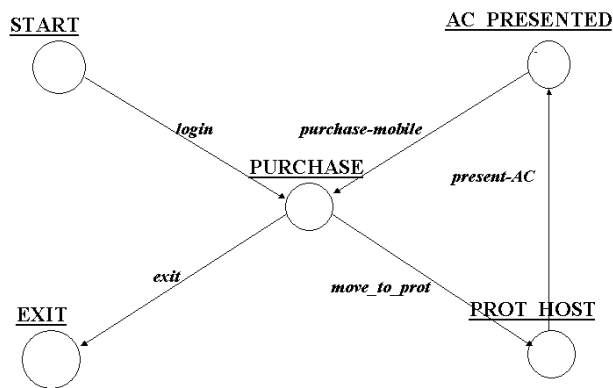 START
AC PRESENTED
login
purchase-mobile
PURCHASE
present-AC
exit
move_to_prot
EXIT
PROT HOST